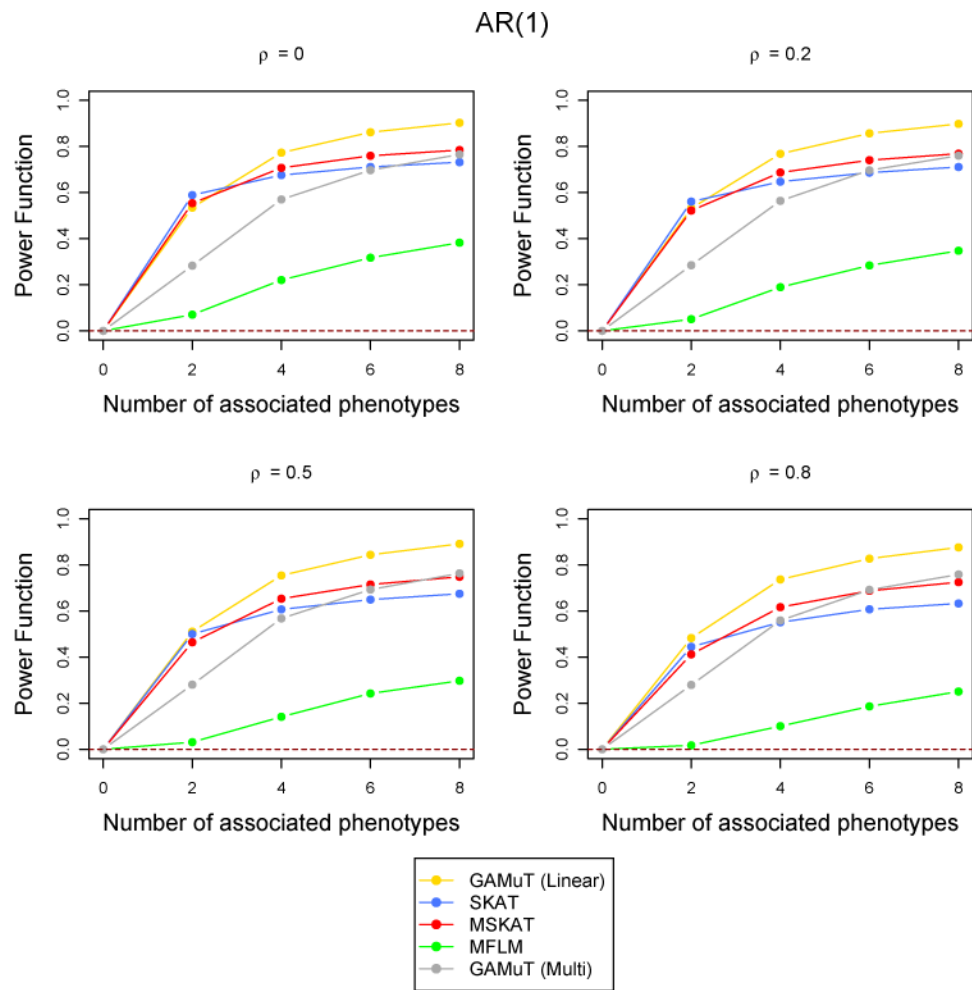 AR(1)
ρ = 0
ρ = 0.2
Power Function
0.0 0.2 0.4 0.6 0.8 1.0
0 2 4 6 8
Number of associated phenotypes
Power Function
0.0 0.2 0.4 0.6 0.8 1.0
0 2 4 6 8
Number of associated phenotypes
ρ = 0.5
ρ = 0.8
Power Function
0.0 0.2 0.4 0.6 0.8 1.0
0 2 4 6 8
Number of associated phenotypes
Power Function
0.0 0.2 0.4 0.6 0.8 1.0
0 2 4 6 8
Number of associated phenotypes
GAMuT (Linear)
SKAT
MSKAT
MFLM
GAMuT (Multi)